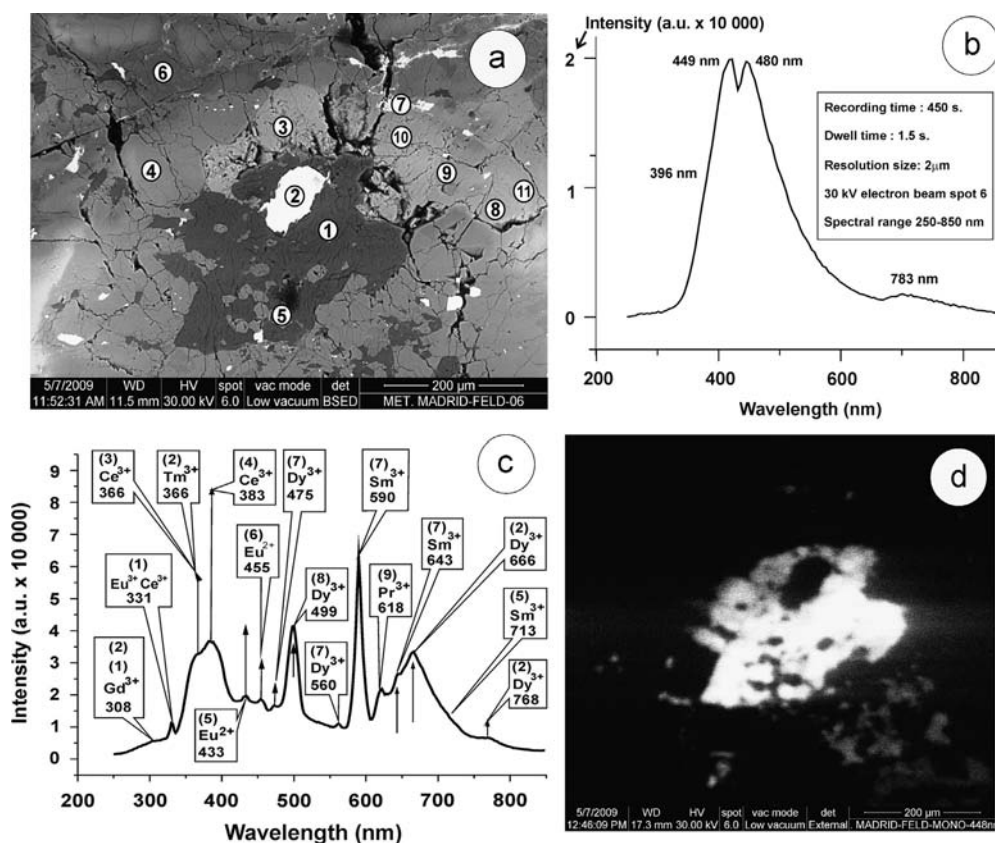 a
6
7
3
10
4
9
2
11
8
1
5
5/7/2009 WD HV spot vac mode det 200 µm
11:52:31 AM 11.5 mm 30.00 kV 6.0 Low vacuum BSED MET. MADRID-FELD-06
b
Intensity (a.u. x 10 000)
2
1
0
449 nm 480 nm
396 nm
783 nm
Recording time : 450 s.
Dwell time : 1.5 s.
Resolution size: 2µm
30 kV electron beam spot 6
Spectral range 250-850 nm
200 400 600 800
Wavelength (nm)
c
Intensity (a.u. x 10 000)
9
8
7
6
5
4
3
2
1
0
(3)
Ce3+
366
(2)
Tm3+
366
(4)
Ce3+
383
(7)
Dy3+
475
(7)
Sm3+
590
(1)
Eu3+ Ce3+
331
(6)
Eu2+
455
(8)
Dy3+
499
(9)
Pr3+
618
(7)
Sm3+
643
(2)
Dy3+
666
(2)
(1)
Gd3+
308
(5)
Eu2+
433
(7)
Dy3+
560
(5)
Sm3+
713
(2)
Dy3+
768
200 300 400 500 600 700 800
Wavelength (nm)
d
5/7/2009 WD HV spot vac mode det 200 µm
12:46:09 PM 17.3 mm 30.00 kV 6.0 Low vacuum External MADRID-FELD-MONO-448n